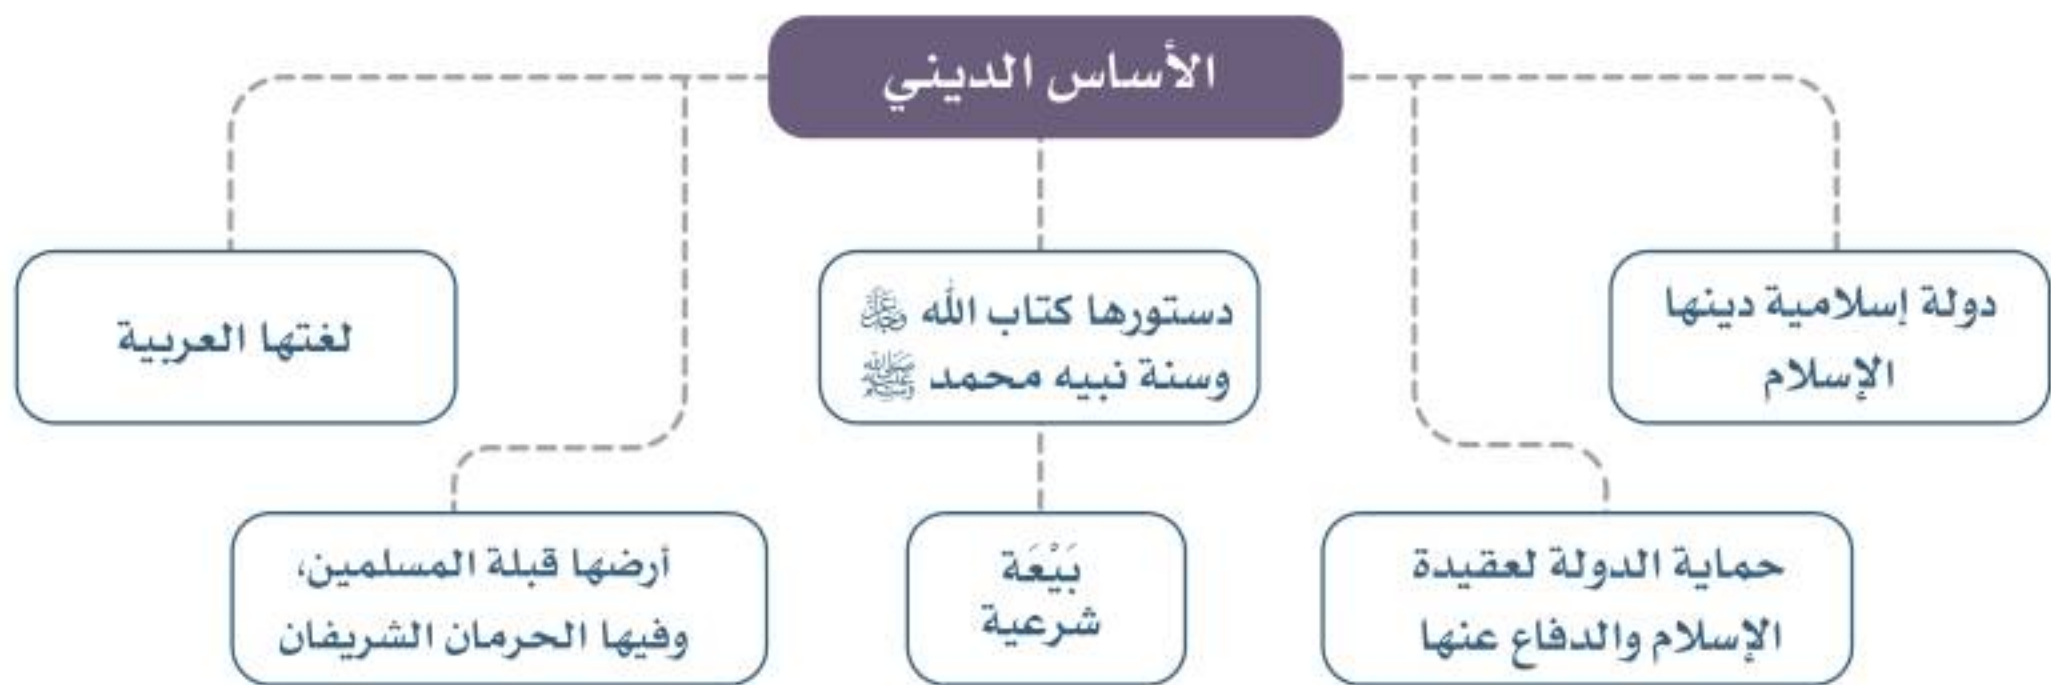 الأساس الديني
دولة إسلامية دينها
الإسلام
دستورها كتاب الله ﷻ
وسنة نبيه محمد ﷺ
لغتها العربية
حماية الدولة لعقيدة
الإسلام والدفاع عنها
بَيْعَة
شرعية
أرضها قبلة المسلمين،
وفيها الحرمان الشريفان